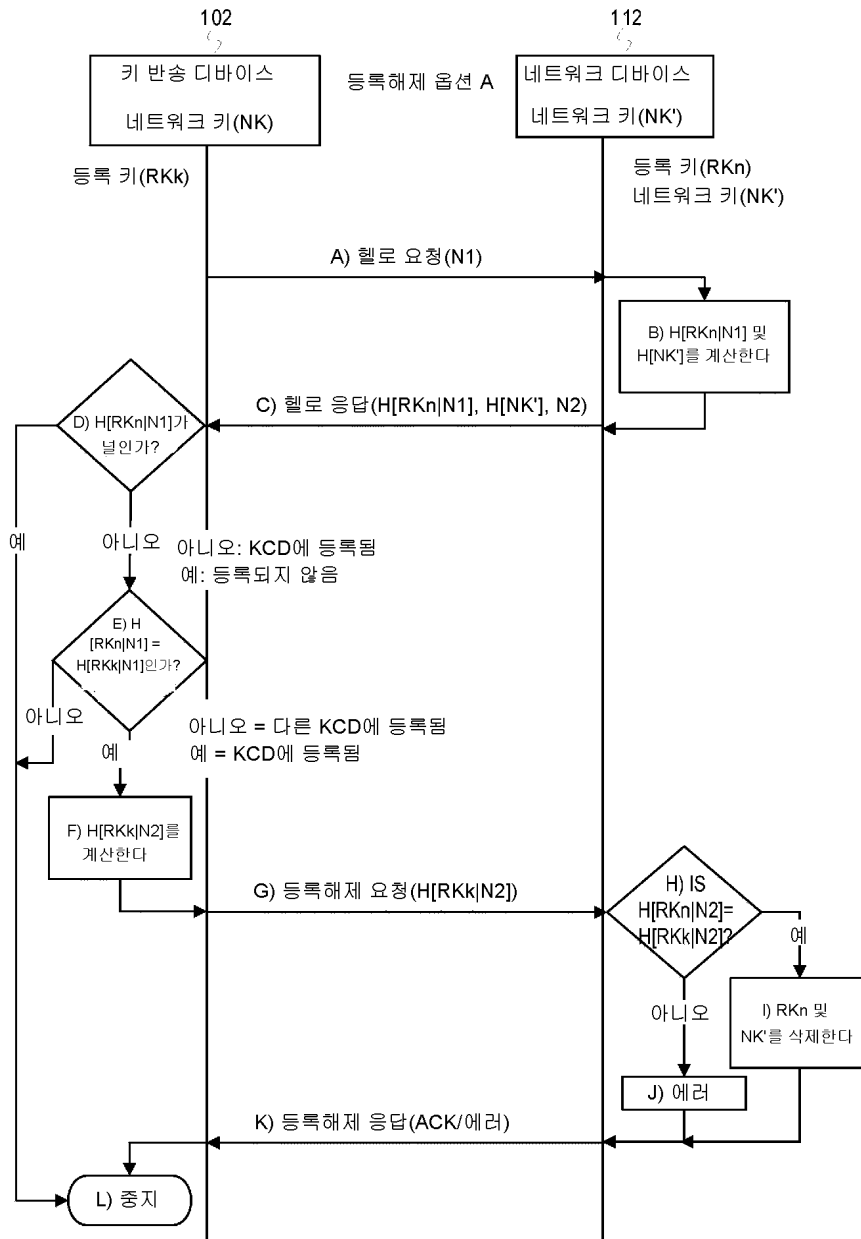 102
112
키 반송 디바이스
네트워크 키(NK)
등록해제 옵션 A
네트워크 디바이스
네트워크 키(NK')
등록 키(RKk)
등록 키(RKn)
네트워크 키(NK')
A) 헬로 요청(N1)
B) H[RKn|N1] 및
H[NK']를 계산한다
C) 헬로 응답(H[RKn|N1], H[NK'], N2)
D) H[RKn|N1]가
널인가?
예
아니오
아니오: KCD에 등록됨
예: 등록되지 않음
E) H
[RKn|N1] =
H[RKk|N1]인가?
아니오
예
아니오 = 다른 KCD에 등록됨
예 = KCD에 등록됨
F) H[RKk|N2]를
계산한다
G) 등록해제 요청(H[RKk|N2])
H) IS
H[RKn|N2]=
H[RKk|N2]?
예
아니오
I) RKn 및
NK'를 삭제한다
J) 에러
K) 등록해제 응답(ACK/에러)
L) 중지